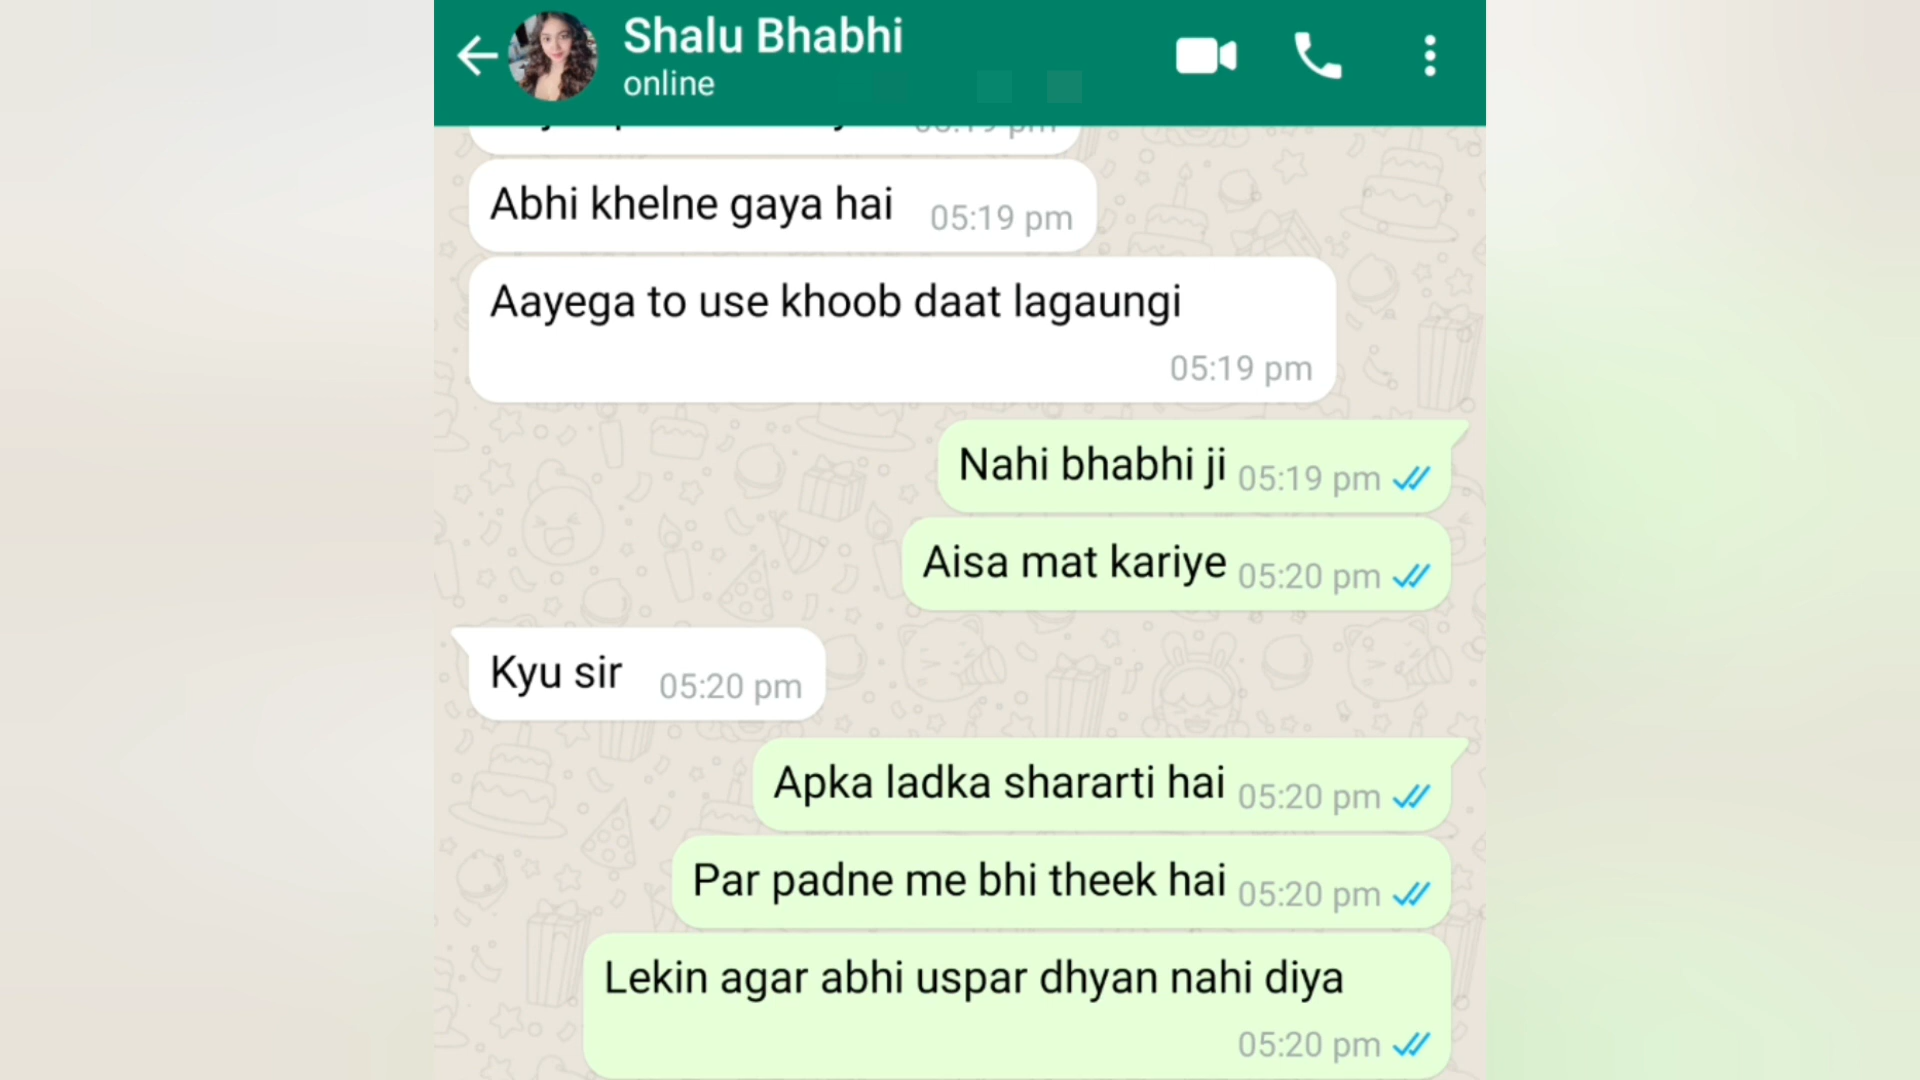 Shalu Bhabhi
online
Abhi khelne gaya hai 05:19 pm
Aayega to use khoob daat lagaungi
05:19 pm
Nahi bhabhi ji 05:19 pm
Aisa mat kariye 05:20 pm
Kyu sir 05:20 pm
Apka ladka shararti hai 05:20 pm
Par padne me bhi theek hai 05:20 pm
Lekin agar abhi uspar dhyan nahi diya
05:20 pm